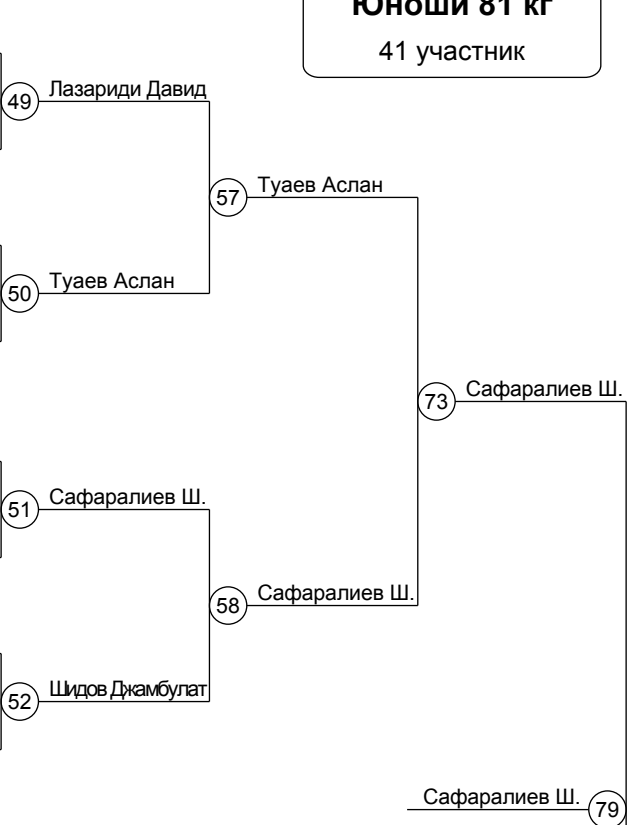 Юноши 81 кг
41 участник
49 Лазариди Давид
57 Туаев Аслан
50 Туаев Аслан
73 Сафаралиев Ш.
51 Сафаралиев Ш.
58 Сафаралиев Ш.
52 Шидов Джамбулат
Сафаралиев Ш. 79